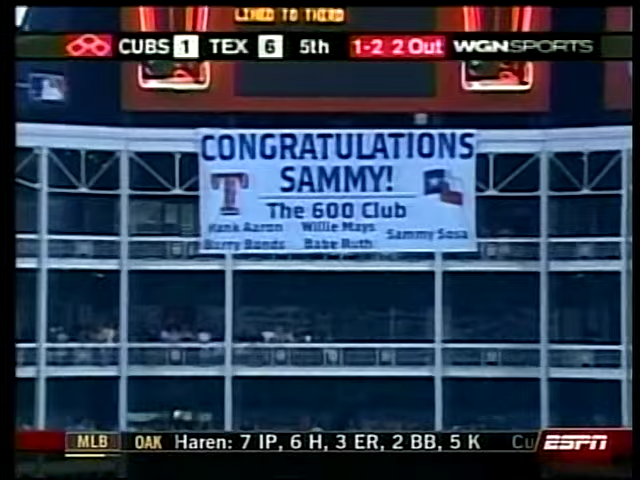 LINED TO THIRD
CUBS 1 TEX 6 5th 1-2 2 Out WGNSPORTS
CONGRATULATIONS
SAMMY!
T
The 600 Club
Hank Aaron Willie Mays Sammy Sosa
Barry Bonds Babe Ruth
MLB OAK Haren: 7 IP, 6 H, 3 ER, 2 BB, 5 K Cu ESPN